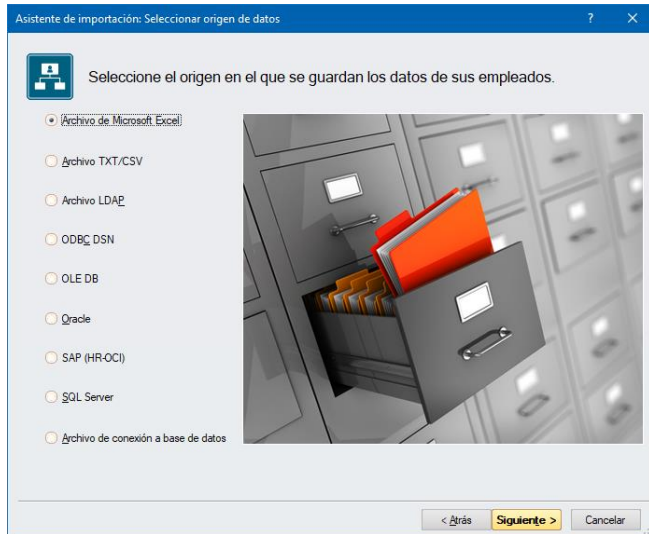 Asistente de importación: Seleccionar origen de datos
Seleccione el origen en el que se guardan los datos de sus empleados.
Archivo de Microsoft Excel
Archivo TXT/CSV
Archivo LDAP
ODBC DSN
OLE DB
Oracle
SAP (HR-OCI)
SQL Server
Archivo de conexión a base de datos
< Atrás Siguiente > Cancelar